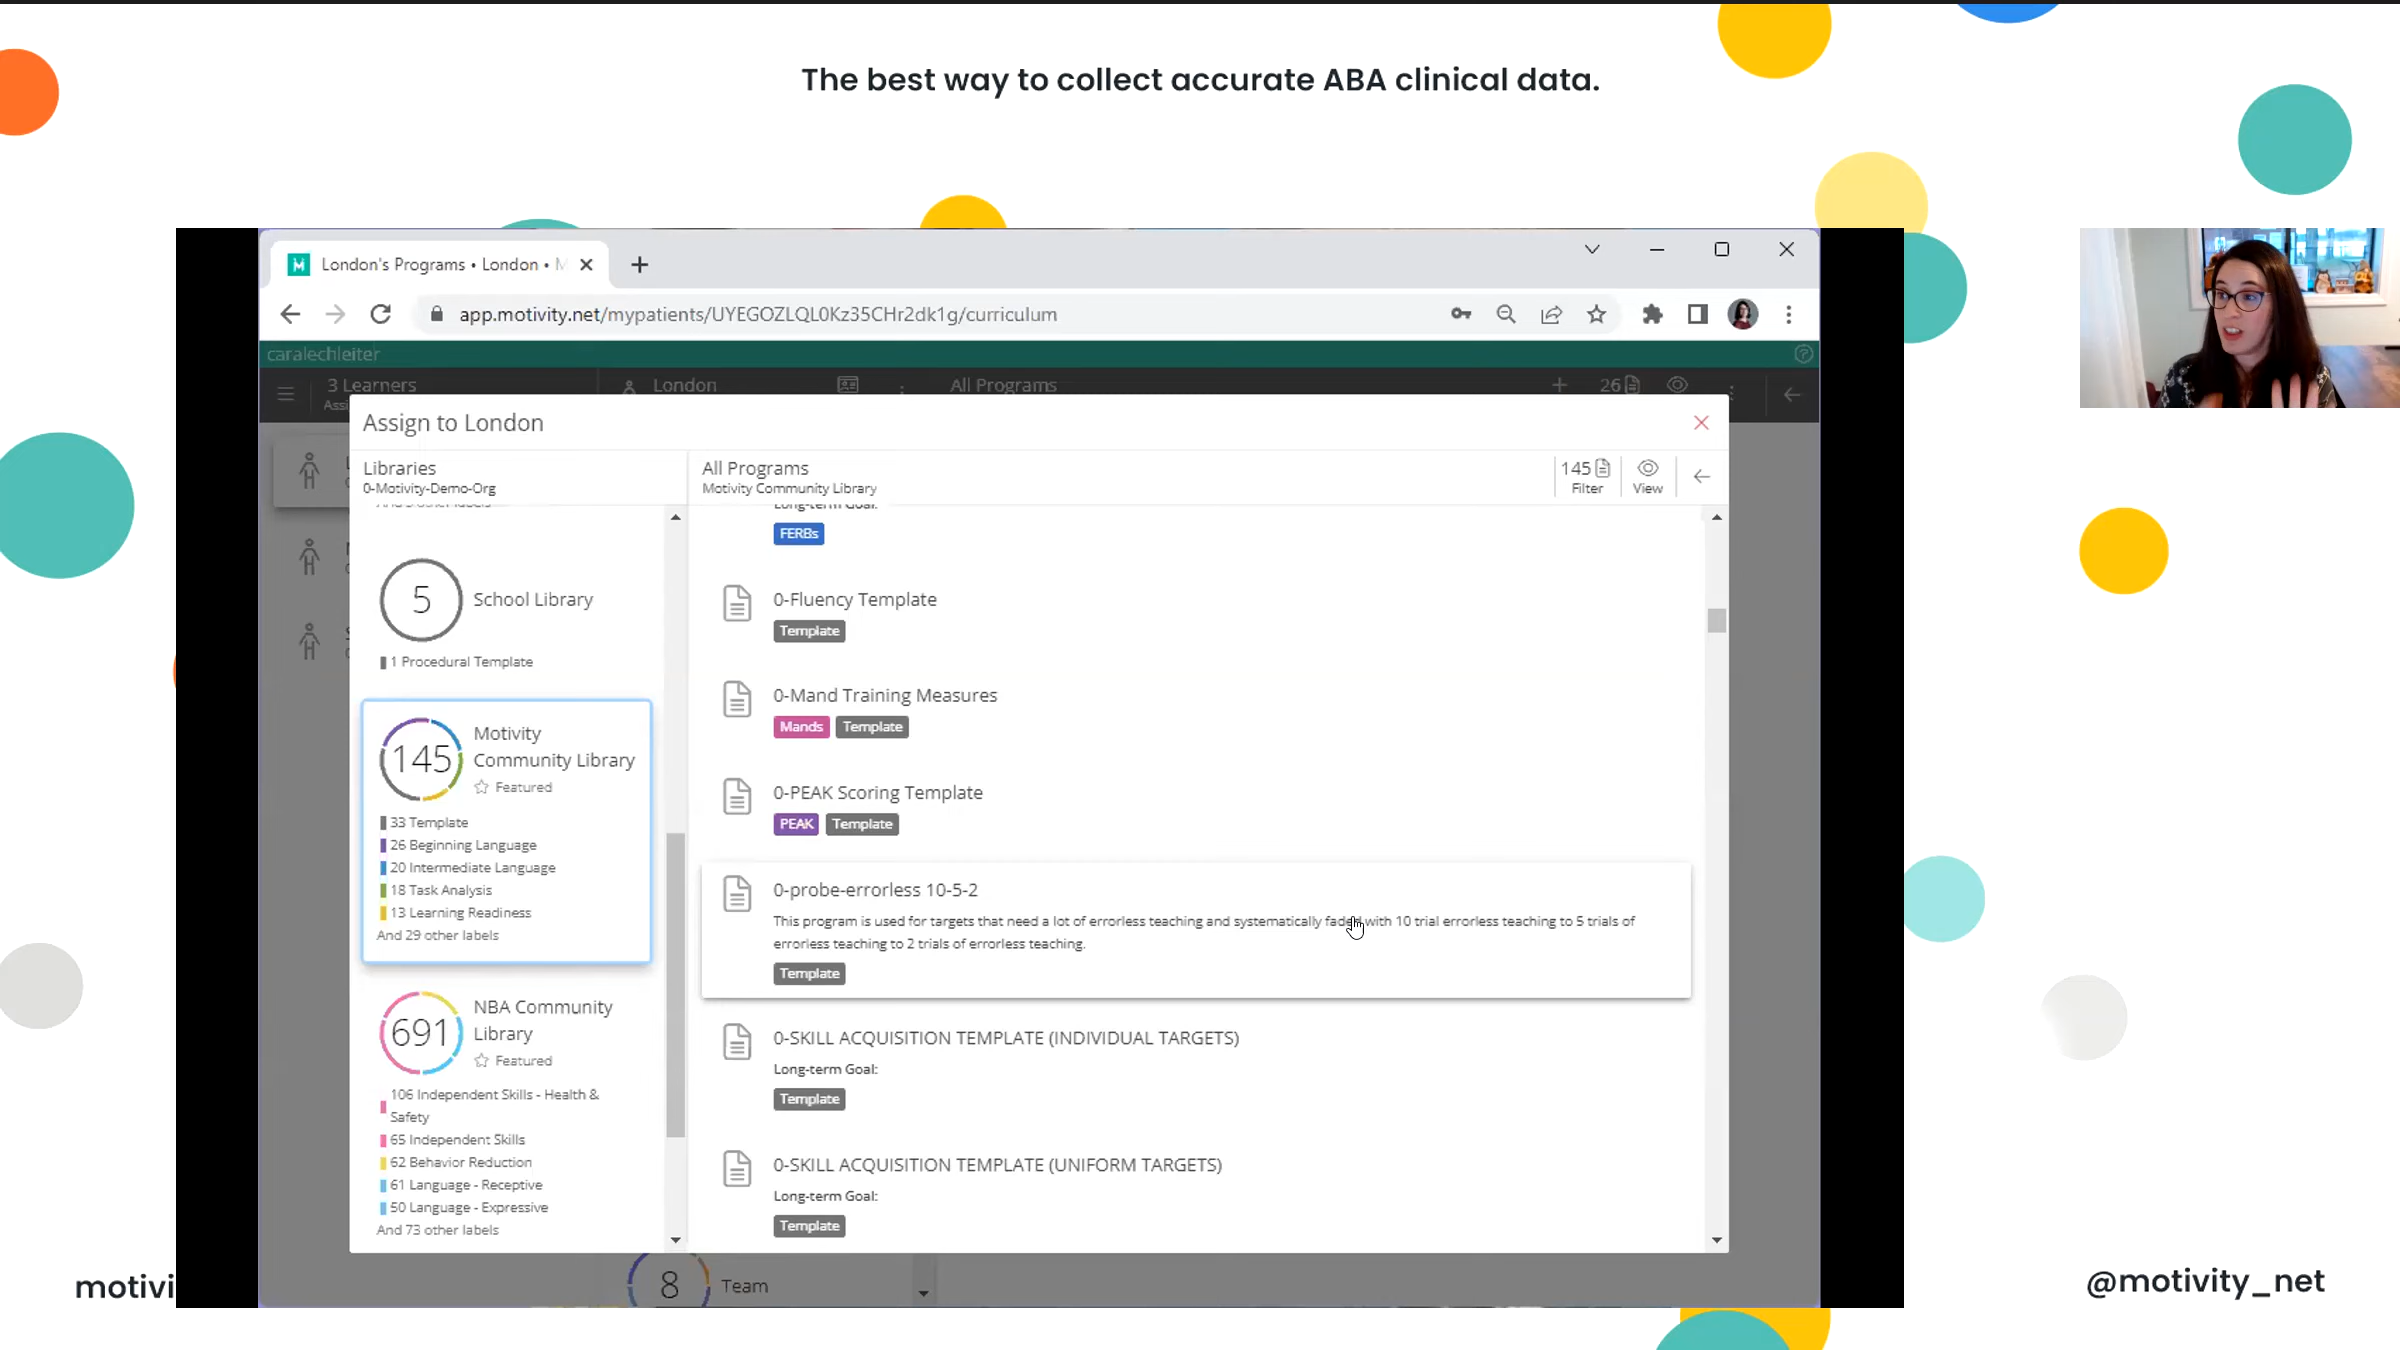 The best way to collect accurate ABA clinical data.
London's Programs • London • M
app.motivity.net/mypatients/UYEGOZLQL0Kz35CHr2dk1g/curriculum
caralechleiter
3 Learners
London
All Programs
26
Assign to London
Libraries
0-Motivity-Demo-Org
All Programs
Motivity Community Library
145
Filter
View
5
School Library
1 Procedural Template
145
Motivity
Community Library
Featured
33 Template
26 Beginning Language
20 Intermediate Language
18 Task Analysis
13 Learning Readiness
And 29 other labels
691
NBA Community
Library
Featured
106 Independent Skills - Health &
Safety
65 Independent Skills
62 Behavior Reduction
61 Language - Receptive
50 Language - Expressive
And 73 other labels
Long-term Goal:
FERBs
0-Fluency Template
Template
0-Mand Training Measures
Mands Template
0-PEAK Scoring Template
PEAK Template
0-probe-errorless 10-5-2
This program is used for targets that need a lot of errorless teaching and systematically faded with 10 trial errorless teaching to 5 trials of
errorless teaching to 2 trials of errorless teaching.
Template
0-SKILL ACQUISITION TEMPLATE (INDIVIDUAL TARGETS)
Long-term Goal:
Template
0-SKILL ACQUISITION TEMPLATE (UNIFORM TARGETS)
Long-term Goal:
Template
8
Team
motivi
@motivity_net